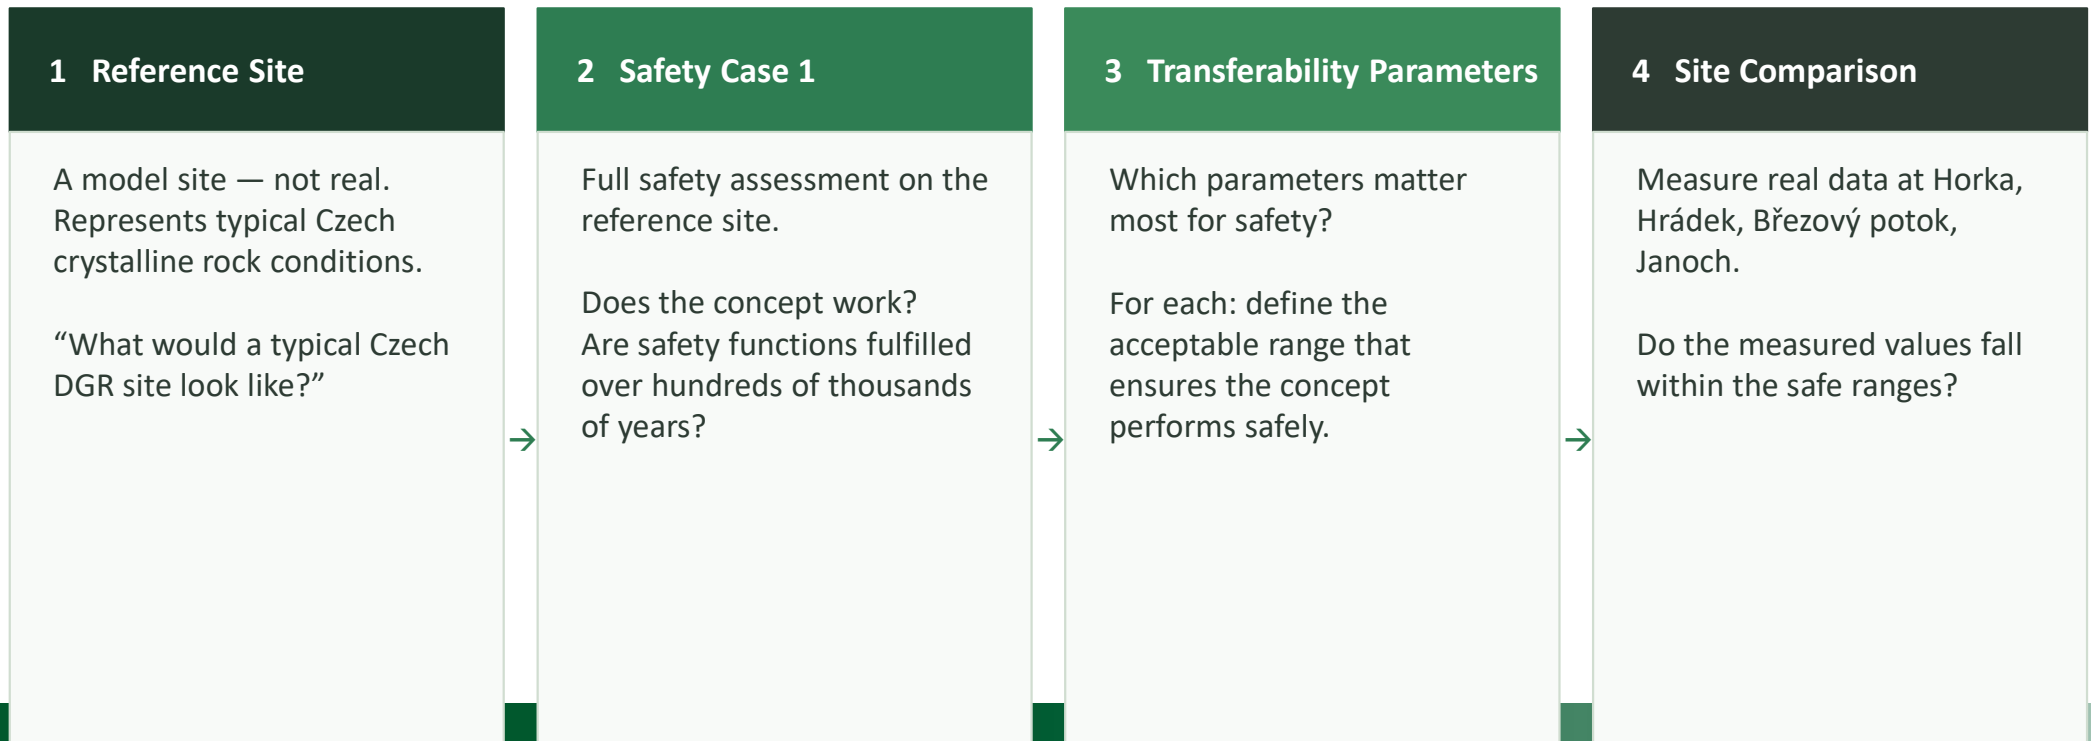 1 Reference Site
A model site — not real.
Represents typical Czech
crystalline rock conditions.
“What would a typical Czech
DGR site look like?”
→
2 Safety Case 1
Full safety assessment on the
reference site.
Does the concept work?
Are safety functions fulfilled
over hundreds of thousands
of years?
→
3 Transferability Parameters
Which parameters matter
most for safety?
For each: define the
acceptable range that
ensures the concept
performs safely.
→
4 Site Comparison
Measure real data at Horka,
Hrádek, Březový potok,
Janoch.
Do the measured values fall
within the safe ranges?